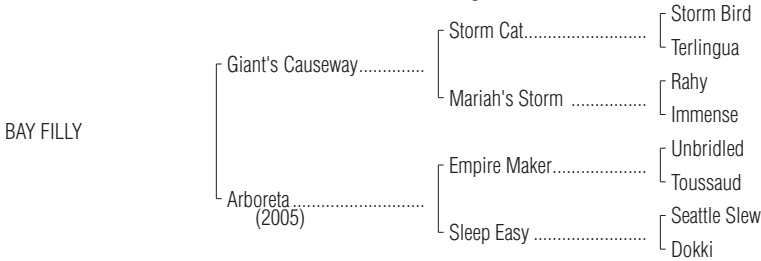 Storm Bird
Storm Cat........................
Terlingua
Giant's Causeway..............
Rahy
Mariah's Storm ................
Immense
BAY FILLY
Unbridled
Empire Maker....................
Toussaud
Arboreta ..........................
(2005)
Seattle Slew
Sleep Easy ........................
Dokki